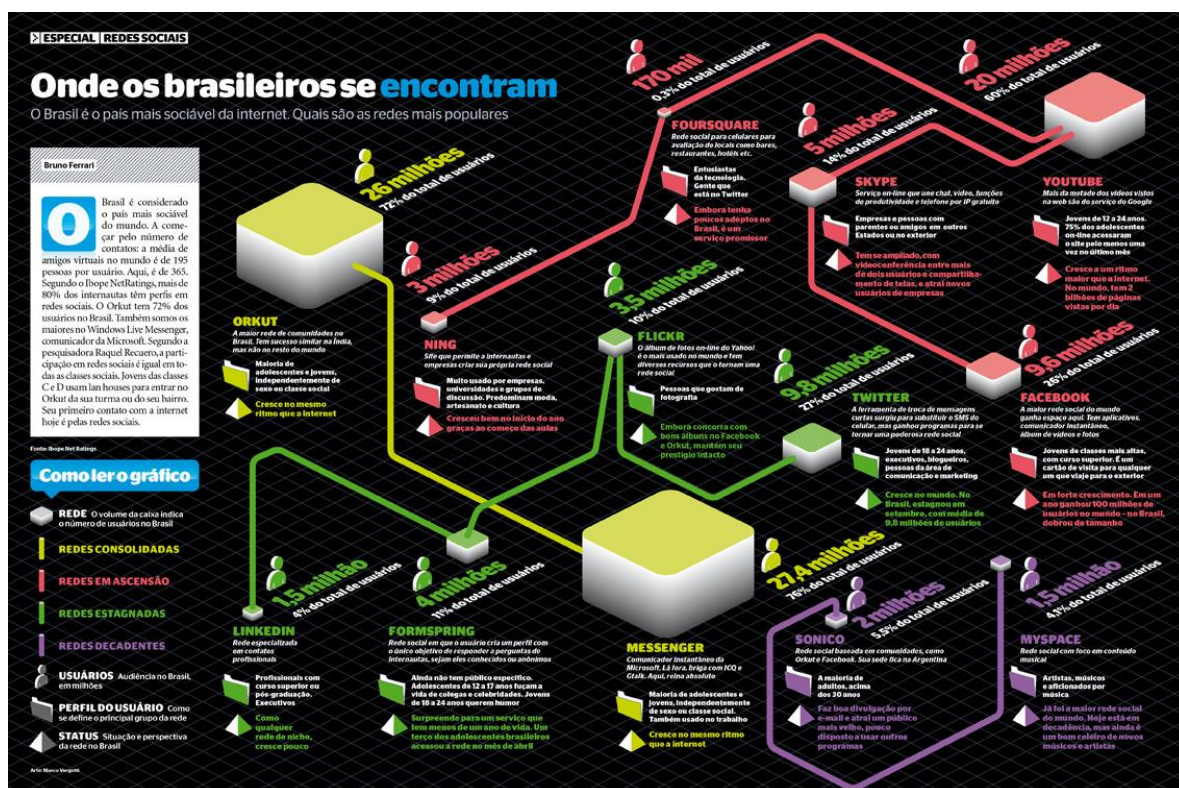 ESPECIAL | REDES SOCIAIS
Onde os brasileiros se encontram
O Brasil é o país mais sociável da internet. Quais são as redes mais populares
Bruno Ferrari
O Brasil é considerado
o país mais sociável
do mundo. A come-
çar pelo número de
contatos: a média de
amigos virtuais no mundo é de 195
pessoas por usuário. Aqui, é de 365.
Segundo o Ibope NetRatings, mais de
80% dos internautas têm perfis em
redes sociais. O Orkut tem 72% dos
usuários no Brasil. Também somos os
maiores no Windows Live Messenger,
comunicador da Microsoft. Segundo a
pesquisadora Raquel Recuero, a parti-
cipação em redes sociais é igual em to-
das as classes sociais. Jovens das classes
C e D usam lan houses para entrar no
Orkut da sua turma ou do seu bairro.
Seu primeiro contato com a internet
hoje é pelas redes sociais.
Fonte: Ibope Net Ratings
Como ler o gráfico
REDE O volume da caixa indica
o número de usuários no Brasil
REDES CONSOLIDADAS
REDES EM ASCENSÃO
REDES ESTAGNADAS
REDES DECADENTES
USUÁRIOS Audiência no Brasil,
em milhões
PERFIL DO USUÁRIO Como
se define o principal grupo da rede
STATUS Situação e perspectiva
da rede no Brasil
Arte: Marco Vergotti
26 milhões
72% do total de usuários
ORKUT
A maior rede de comunidades no
Brasil. Tem sucesso similar na Índia,
mas não no resto do mundo
Maioria de
adolescentes e jovens,
independentemente de
sexo ou classe social
Cresce no mesmo
ritmo que a internet
3 milhões
9% do total de usuários
NING
Site que permite a internautas e
empresas criar sua própria rede social
Muito usado por empresas,
universidades e grupos de
discussão. Predominam moda,
artesanato e cultura
Cresceu bem no início do ano
graças ao começo das aulas
170 mil
0,3% do total de usuários
FOURSQUARE
Rede social para celulares para
avaliação de locais como bares,
restaurantes, hotéis etc.
Entusiastas
da tecnologia.
Gente que
está no Twitter
Embora tenha
poucos adeptos no
Brasil, é um
serviço promissor
5 milhões
14% do total de usuários
SKYPE
Serviço on-line que une chat, vídeo, funções
de produtividade e telefone por IP gratuito
Empresas e pessoas com
parentes ou amigos em outros
Estados ou no exterior
Tem se ampliado, com
videoconferência entre mais
de dois usuários e compartilha-
mento de telas, e atrai novos
usuários de empresas
20 milhões
60% do total de usuários
YOUTUBE
Mais da metade dos vídeos vistos
na web são do serviço do Google
Jovens de 12 a 24 anos.
75% dos adolescentes
on-line acessaram
o site pelo menos uma
vez no último mês
Cresce a um ritmo
maior que a internet.
No mundo, tem 2
bilhões de páginas
vistas por dia
3,5 milhões
10% do total de usuários
FLICKR
O álbum de fotos on-line do Yahoo!
é o mais usado no mundo e tem
diversos recursos que o tornam uma
rede social
Pessoas que gostam de
fotografia
Embora concorra com
bons álbuns no Facebook
e Orkut, mantém seu
prestígio intacto
9,8 milhões
27% do total de usuários
TWITTER
A ferramenta de troca de mensagens
curtas surgiu para substituir o SMS do
celular, mas ganhou programas para se
tornar uma poderosa rede social
Jovens de 18 a 24 anos,
executivos, blogueiros,
pessoas da área de
comunicação e marketing
Cresce no mundo. No
Brasil, estagnou em
setembro, com média de
9,8 milhões de usuários
9,6 milhões
26% do total de usuários
FACEBOOK
A maior rede social do mundo
ganha espaço aqui. Tem aplicativos,
comunicador instantâneo,
álbum de vídeos e fotos
Jovens de classes mais altas,
com curso superior. É um
cartão de visita para qualquer
um que viaje para o exterior
Em forte crescimento. Em um
ano ganhou 100 milhões de
usuários no mundo – no Brasil,
dobrou de tamanho
1,5 milhão
4% do total de usuários
LINKEDIN
Rede especializada
em contatos
profissionais
Profissionais com
curso superior ou
pós-graduação.
Executivos
Como
qualquer
rede de nicho,
cresce pouco
4 milhões
11% do total de usuários
FORMSPRING
Rede social em que o usuário cria um perfil com
o único objetivo de responder a perguntas de
internautas, sejam eles conhecidos ou anônimos
Ainda não tem público específico.
Adolescentes de 12 a 17 anos fuçam a
vida de colegas e celebridades. Jovens
de 18 a 24 anos querem humor
Surpreende para um serviço que
tem menos de um ano de vida. Um
terço dos adolescentes brasileiros
acessou a rede no mês de abril
27,4 milhões
76% do total de usuários
MESSENGER
Comunicador instantâneo da
Microsoft. Lá fora, briga com ICQ e
Gtalk. Aqui, reina absoluto
Maioria de adolescentes e
jovens, independentemente
de sexo ou classe social.
Também usado no trabalho
Cresce no mesmo ritmo
que a internet
2 milhões
5,5% do total de usuários
SONICO
Rede social baseada em comunidades, como
Orkut e Facebook. Sua sede fica na Argentina
A maioria de
adultos, acima
dos 30 anos
Faz boa divulgação por
e-mail e atrai um público
mais velho, pouco
disposto a usar outros
programas
1,5 milhão
4,1% do total de usuários
MYSPACE
Rede social com foco em conteúdo
musical
Artistas, músicos
e aficionados por
música
Já foi a maior rede social
do mundo. Hoje está em
decadência, mas ainda é
um bom celeiro de novos
músicos e artistas